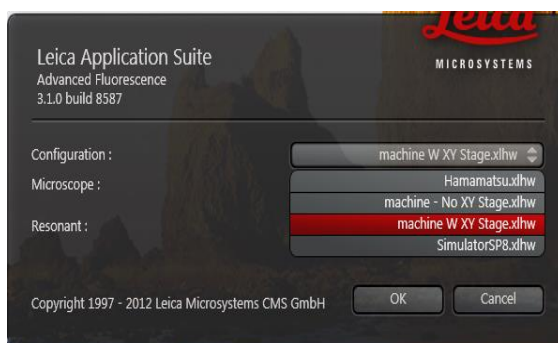 Leica
MICROSYSTEMS
Leica Application Suite
Advanced Fluorescence
3.1.0 build 8587
Configuration :
machine W XY Stage.xlhw
Microscope :
Hamamatsu.xlhw
machine - No XY Stage.xlhw
machine W XY Stage.xlhw
Resonant :
SimulatorSP8.xlhw
Copyright 1997 - 2012 Leica Microsystems CMS GmbH
OK
Cancel